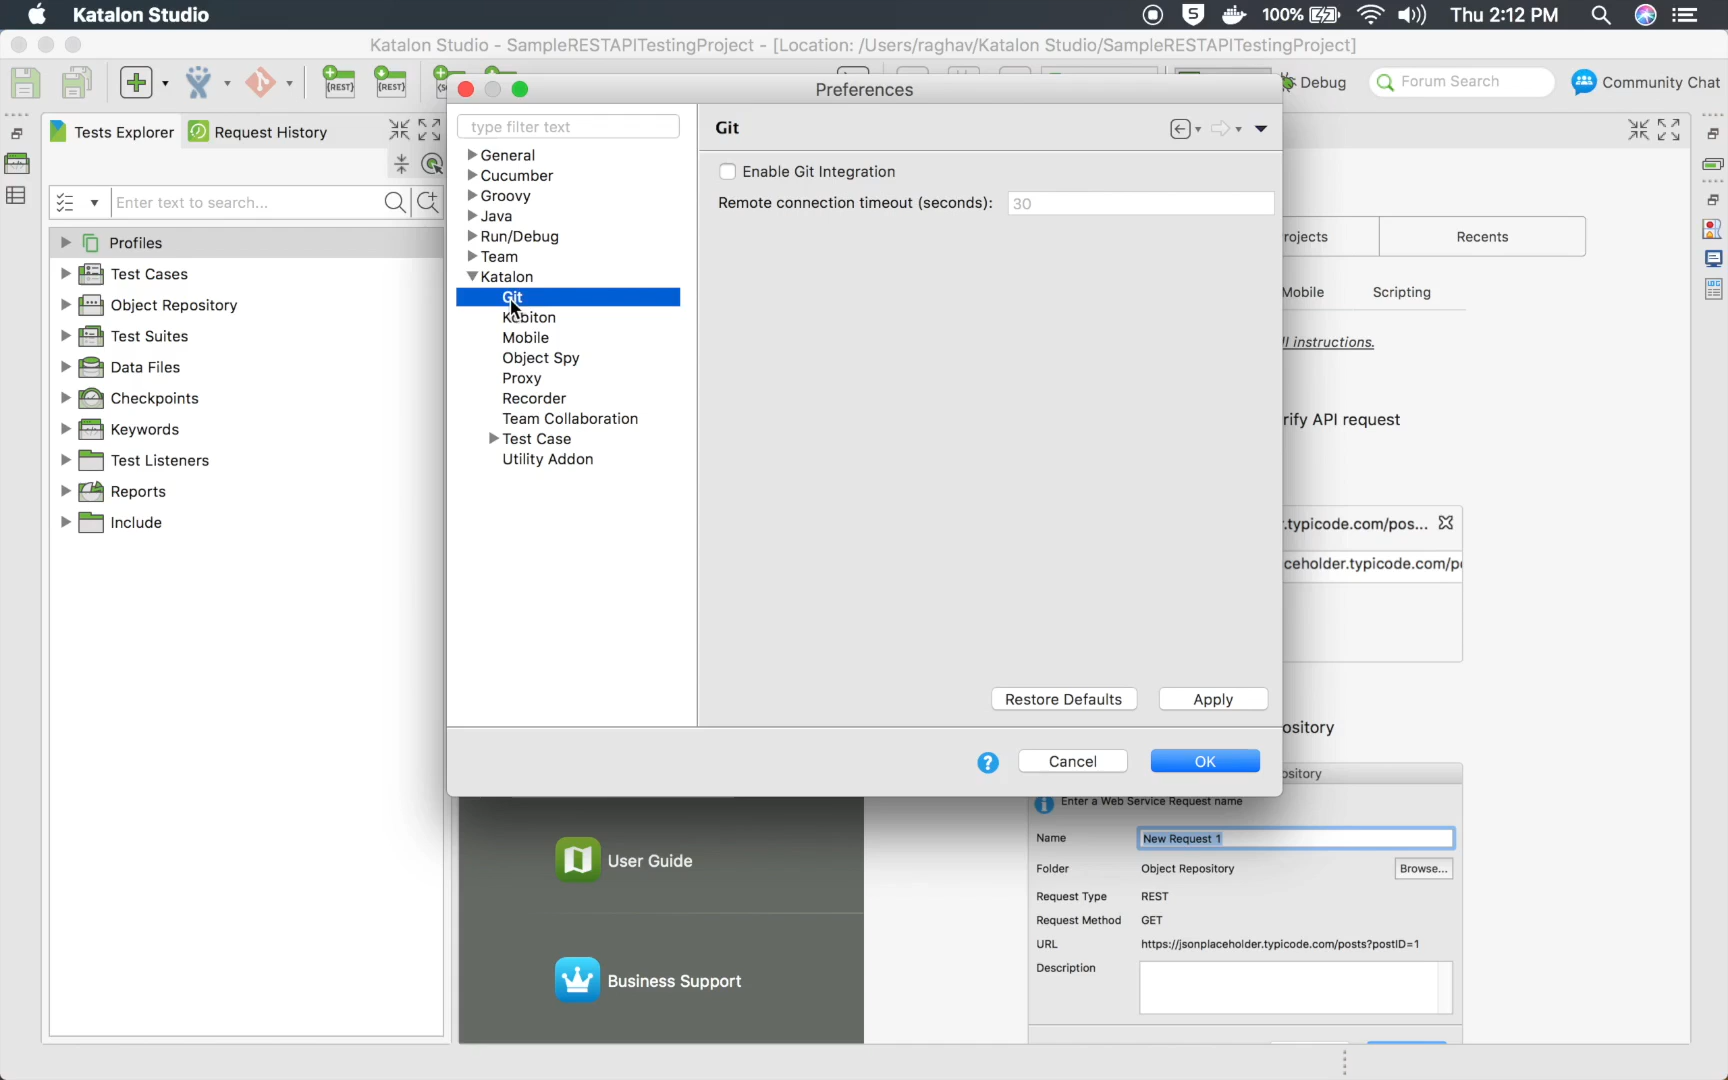 Katalon Studio
100%
Thu 2:12 PM
Katalon Studio - SampleRESTAPITestingProject - [Location: /Users/raghav/Katalon Studio/SampleRESTAPITestingProject]
Debug
Forum Search
Community Chat
Tests Explorer
Request History
Enter text to search...
Profiles
Test Cases
Object Repository
Test Suites
Data Files
Checkpoints
Keywords
Test Listeners
Reports
Include
Preferences
type filter text
General
Cucumber
Groovy
Java
Run/Debug
Team
Katalon
Git
Kobiton
Mobile
Object Spy
Proxy
Recorder
Team Collaboration
Test Case
Utility Addon
Git
Enable Git Integration
Remote connection timeout (seconds): 30
Restore Defaults
Apply
Cancel
OK
rojects
Recents
Mobile
Scripting
ll instructions.
rify API request
.typicode.com/pos...
ceholder.typicode.com/p
ository
pository
Enter a Web Service Request name
Name New Request 1
Folder Object Repository Browse...
Request Type REST
Request Method GET
URL https://jsonplaceholder.typicode.com/posts?postID=1
Description
User Guide
Business Support